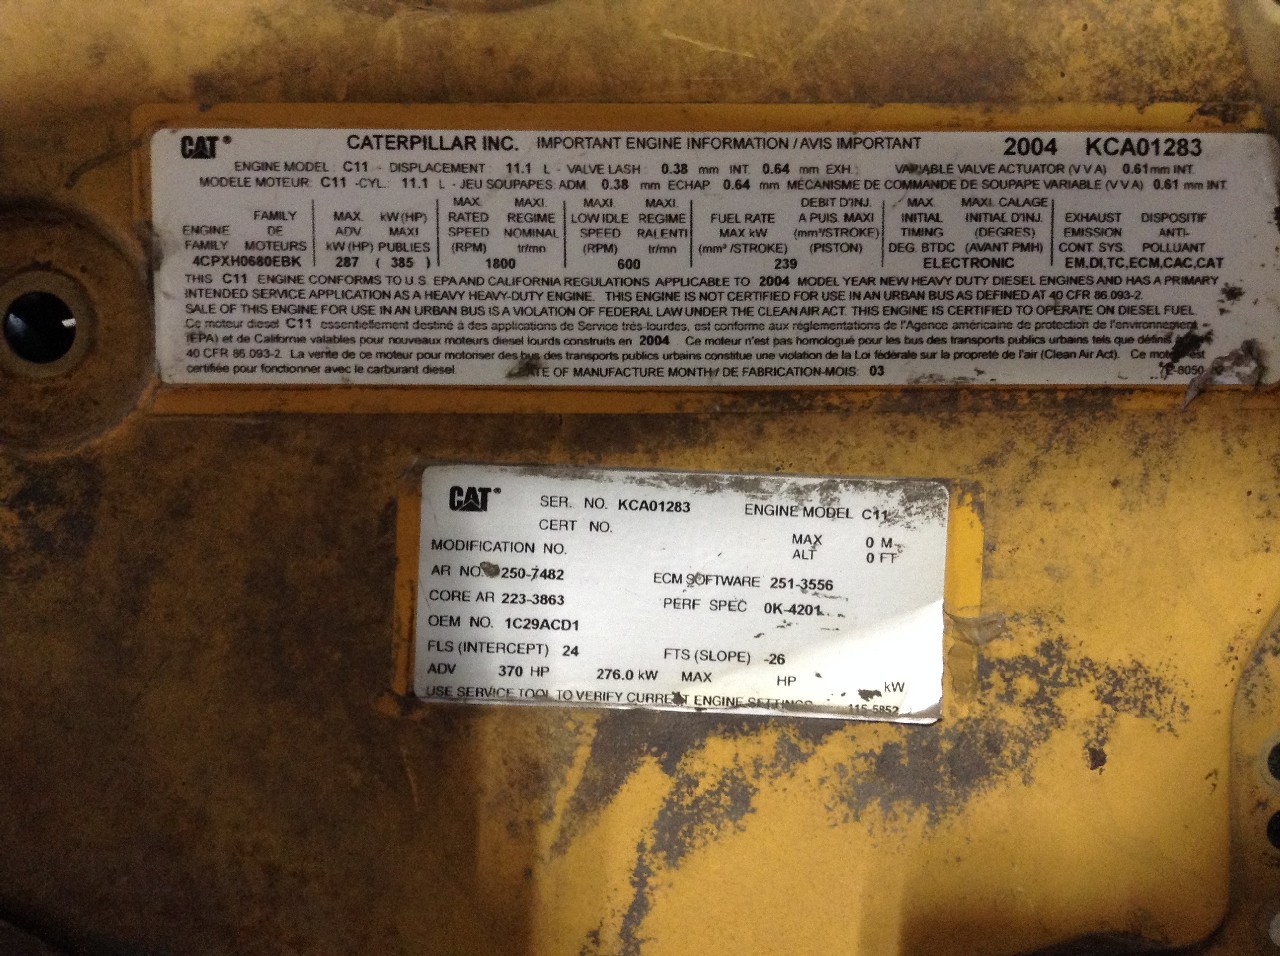 CAT® CATERPILLAR INC. IMPORTANT ENGINE INFORMATION / AVIS IMPORTANT 2004 KCA01283
ENGINE MODEL : C11 - DISPLACEMENT : 11.1 L - VALVE LASH : 0.38 mm INT 0.64 mm EXH : VARIABLE VALVE ACTUATOR (VVA) 0.61 mm INT
MODELE MOTEUR: C11 -CYL. 11.1 L - JEU SOUPAPES ADM. 0.38 mm ECHAP 0.64 mm MÉCANISME DE COMMANDE DE SOUPAPE VARIABLE (VVA) 0.61 mm INT
MAX. MAXI. MAXI. MAXI. DEBIT D'INJ. MAX MAXI. CALAGE
FAMILY MAX. kW (HP) RATED REGIME LOW IDLE REGIME FUEL RATE A PUIS. MAXI INITIAL INITIAL D'INJ. EXHAUST DISPOSITIF
ENGINE DE ADV MAXI SPEED NOMINAL SPEED RALENTI MAX kW (mm³/STROKE) TIMING (DEGRES) EMISSION ANTI-
FAMILY MOTEURS kW (HP) PUBLIES (RPM) tr/mn (RPM) tr/mn (mm³/STROKE) (PISTON) DEG. BTDC (AVANT PMH) CONT. SYS. POLLUANT
4CPXH0680EBK 287 ( 385 ) 1800 600 239 ELECTRONIC EM,DI,TC,ECM,CAC,CAT
THIS C11 ENGINE CONFORMS TO U.S. EPA AND CALIFORNIA REGULATIONS APPLICABLE TO 2004 MODEL YEAR NEW HEAVY DUTY DIESEL ENGINES AND HAS A PRIMARY
INTENDED SERVICE APPLICATION AS A HEAVY HEAVY-DUTY ENGINE. THIS ENGINE IS NOT CERTIFIED FOR USE IN AN URBAN BUS AS DEFINED AT 40 CFR 86.093-2.
SALE OF THIS ENGINE FOR USE IN AN URBAN BUS IS A VIOLATION OF FEDERAL LAW UNDER THE CLEAN AIR ACT. THIS ENGINE IS CERTIFIED TO OPERATE ON DIESEL FUEL
Ce moteur diesel C11 essentiellement destiné à des applications de Service très-lourdes, est conforme aux réglementations de l'Agence américaine de protection de l'environnement
(EPA) et de Californie valables pour nouveaux moteurs diesel lourds construits en 2004 Ce moteur n'est pas homologué pour les bus des transports publics urbains tels que définis
40 CFR 86.093-2. La vente de ce moteur pour motoriser des bus des transports publics urbains constitue une violation de la Loi fédérale sur la propreté de l'air (Clean Air Act). Ce est
certifiée pour fonctionner avec le carburant diesel. DATE OF MANUFACTURE MONTH / DE FABRICATION-MOIS: 03
CAT® SER. NO. KCA01283 ENGINE MODEL C11
CERT NO.
MODIFICATION NO. MAX ALT 0 M 0 FT
AR NO. 250-7482 ECM SOFTWARE 251-3556
CORE AR 223-3863 PERF SPEC 0K-4201
OEM NO. 1C29ACD1
FLS (INTERCEPT) 24 FTS (SLOPE) -26
ADV 370 HP 276.0 kW MAX HP kW
USE SERVICE TOOL TO VERIFY CURRENT ENGINE SETTINGS 115-5852